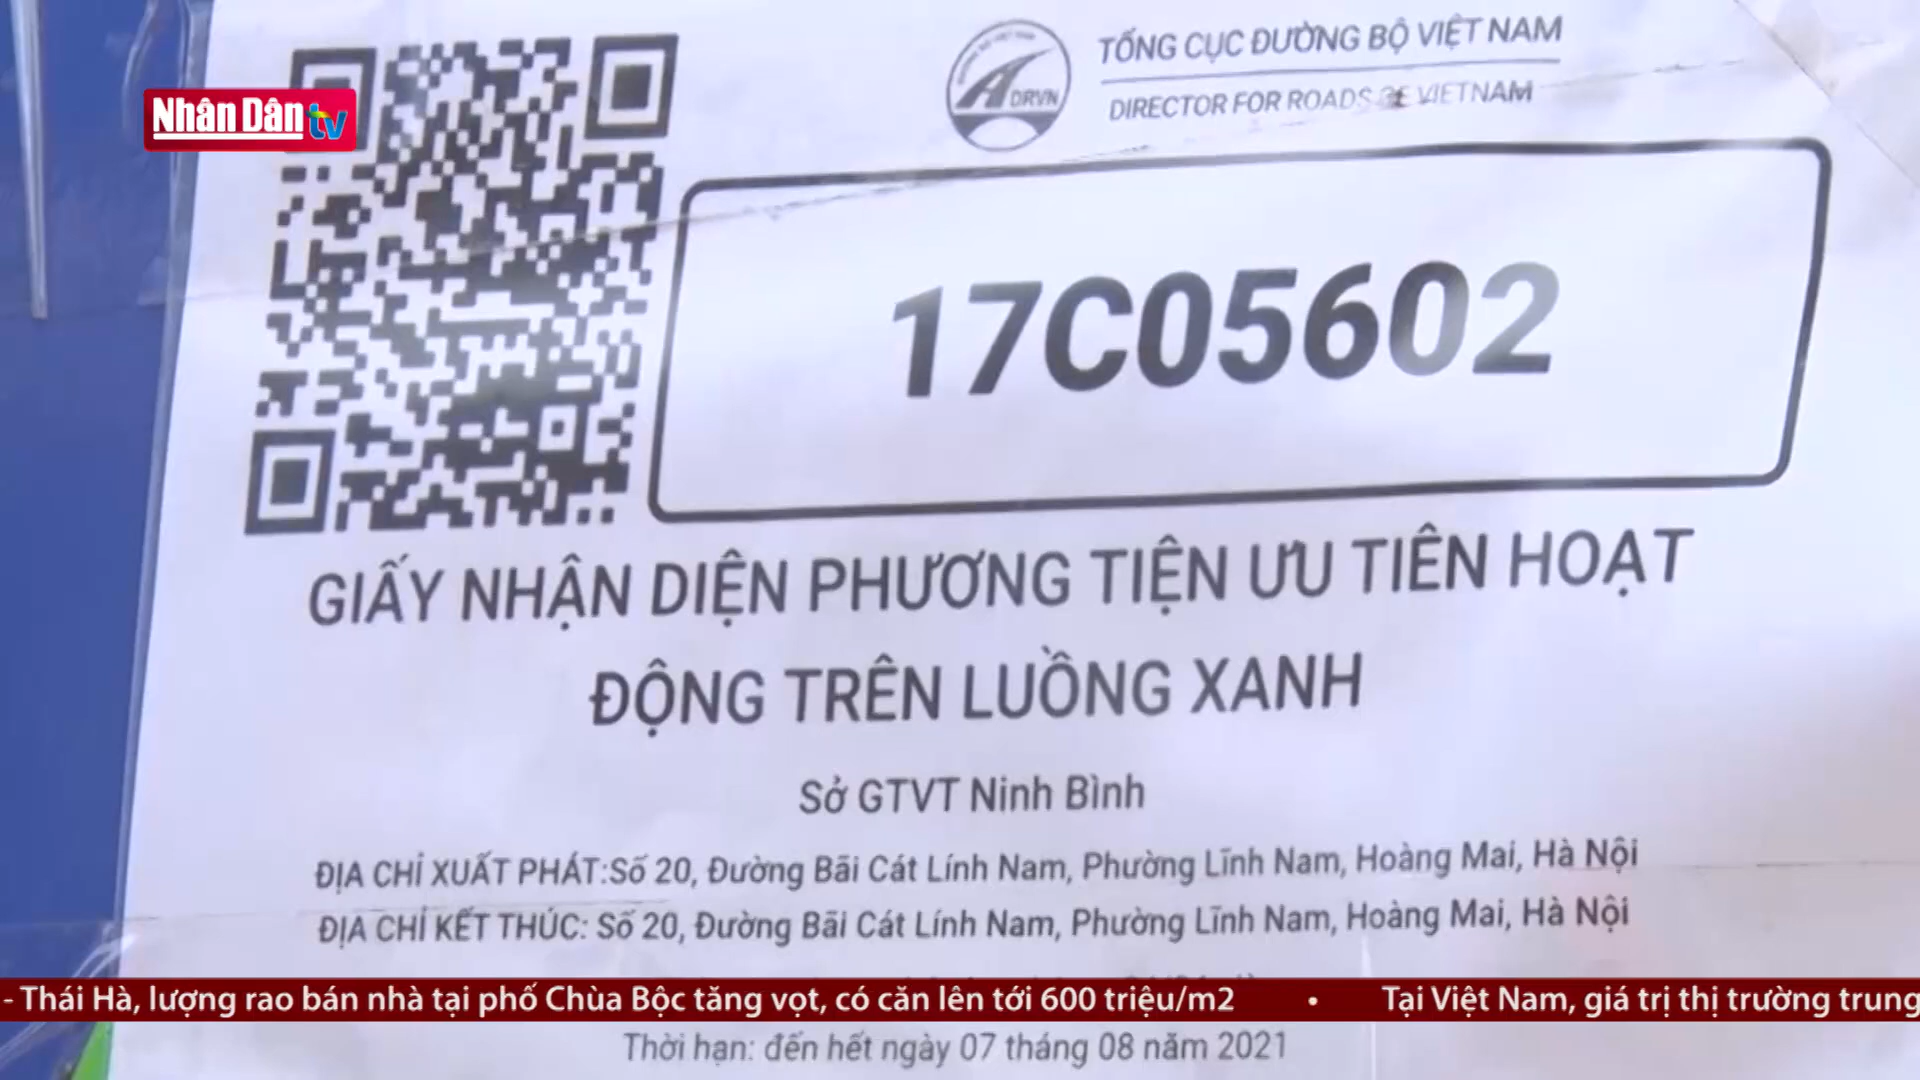 TỔNG CỤC ĐƯỜNG BỘ VIỆT NAM
DIRECTOR FOR ROADS OF VIETNAM
DRVN
Nhân Dân tv
17C05602
GIẤY NHẬN DIỆN PHƯƠNG TIỆN ƯU TIÊN HOẠT
ĐỘNG TRÊN LUỒNG XANH
Sở GTVT Ninh Bình
ĐỊA CHỈ XUẤT PHÁT:Số 20, Đường Bãi Cát Lính Nam, Phường Lĩnh Nam, Hoàng Mai, Hà Nội
ĐỊA CHỈ KẾT THÚC: Số 20, Đường Bãi Cát Lính Nam, Phường Lĩnh Nam, Hoàng Mai, Hà Nội
- Thái Hà, lượng rao bán nhà tại phố Chùa Bộc tăng vọt, có căn lên tới 600 triệu/m2 • Tại Việt Nam, giá trị thị trường trung
Thời hạn: đến hết ngày 07 tháng 08 năm 2021